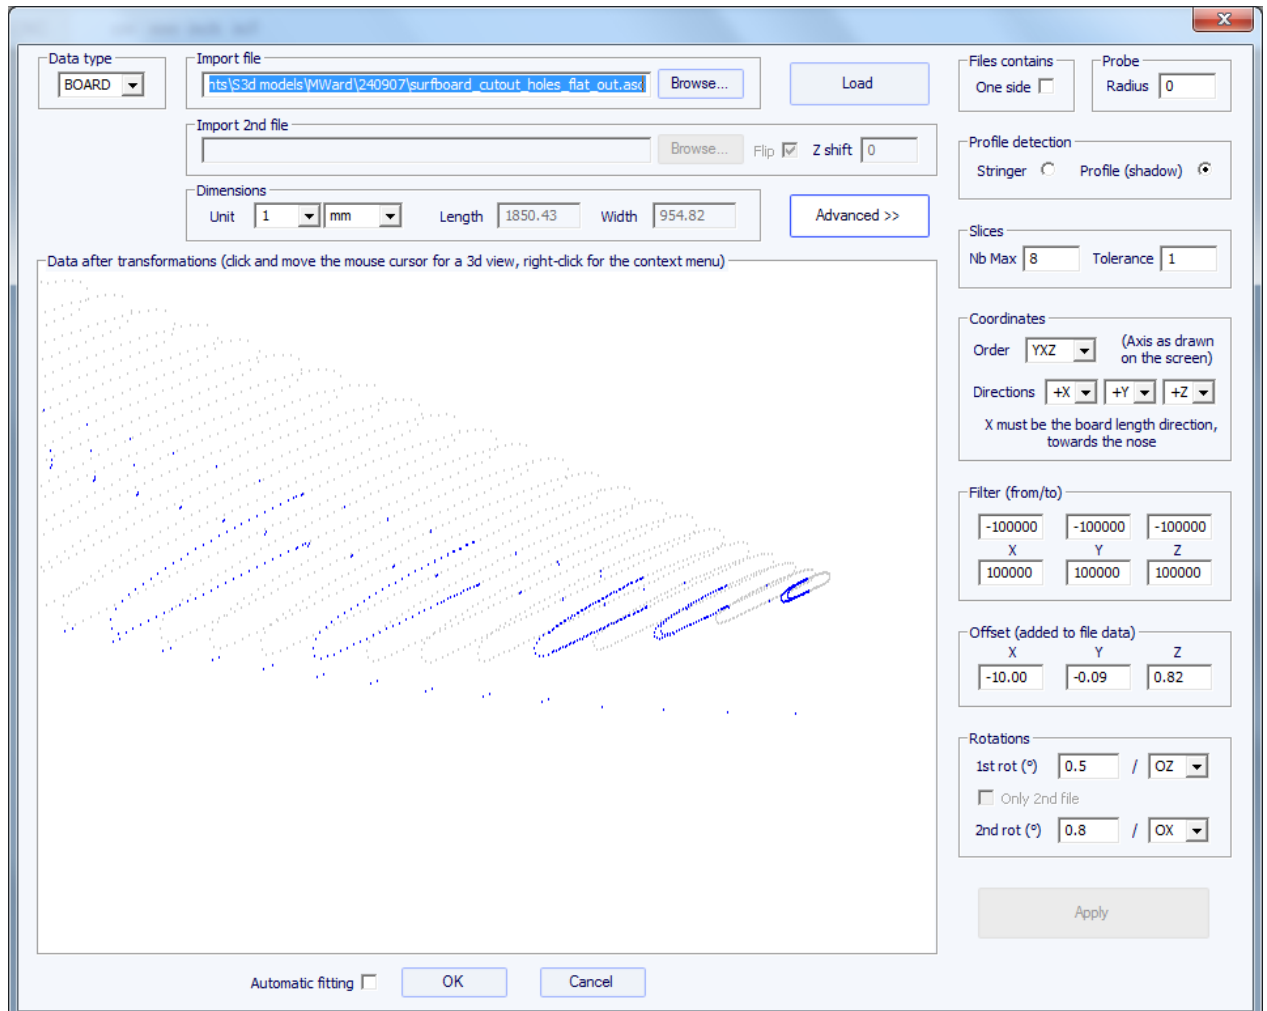 Data type
BOARD
Import file
nts\S3d models\MWard\240907\surfboard_cutout_holes_flat_out.asc
Browse...
Load
Import 2nd file
Browse...
Flip
Z shift
0
Dimensions
Unit
1
mm
Length
1850.43
Width
954.82
Advanced >>
Data after transformations (click and move the mouse cursor for a 3d view, right-click for the context menu)
Automatic fitting
OK
Cancel
Files contains
One side
Probe
Radius
0
Profile detection
Stringer
Profile (shadow)
Slices
Nb Max
8
Tolerance
1
Coordinates
Order
YXZ
(Axis as drawn
on the screen)
Directions
+X
+Y
+Z
X must be the board length direction,
towards the nose
Filter (from/to)
-100000
-100000
-100000
X
Y
Z
100000
100000
100000
Offset (added to file data)
X
Y
Z
-10.00
-0.09
0.82
Rotations
1st rot (°)
0.5
/
OZ
Only 2nd file
2nd rot (°)
0.8
/
OX
Apply